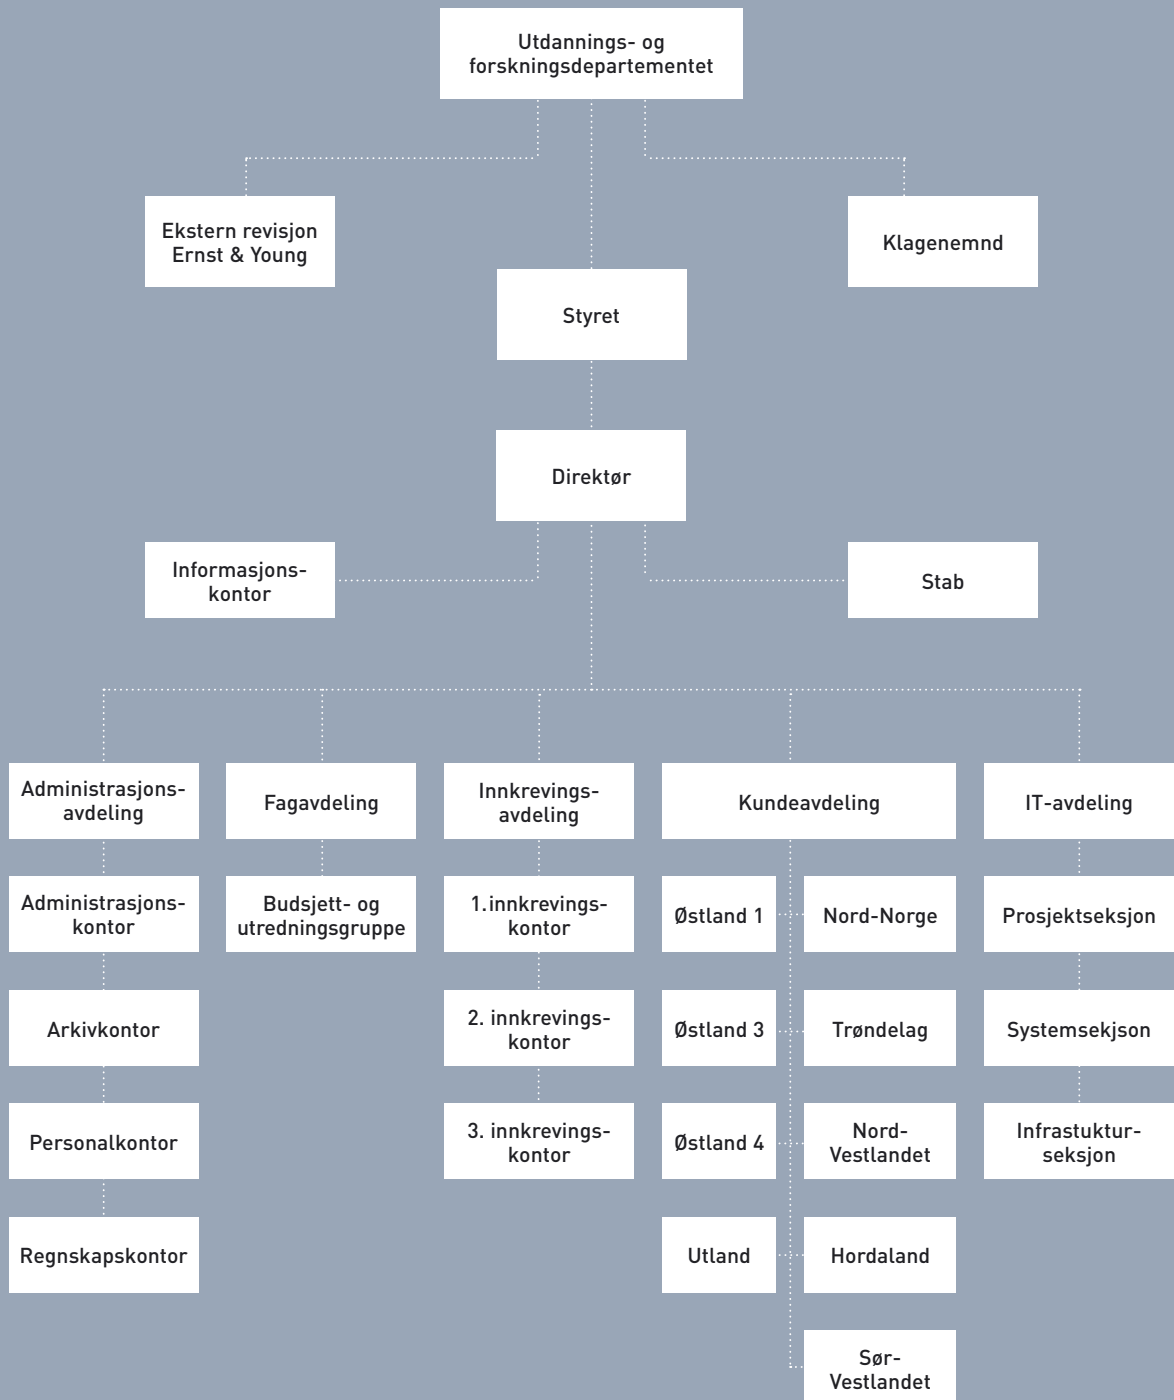 Utdannings- og
forskningsdepartementet
Ekstern revisjon
Ernst & Young
Klagenemnd
Styret
Direktør
Informasjons-
kontor
Stab
Administrasjons-
avdeling
Fagavdeling
Innkrevings-
avdeling
Kundeavdeling
IT-avdeling
Administrasjons-
kontor
Budsjett- og
utredningsgruppe
1.innkrevings-
kontor
Østland 1
Nord-Norge
Prosjektseksjon
Arkivkontor
2. innkrevings-
kontor
Østland 3
Trøndelag
Systemsekjson
Personalkontor
3. innkrevings-
kontor
Østland 4
Nord-
Vestlandet
Infrastuktur-
seksjon
Regnskapskontor
Utland
Hordaland
Sør-
Vestlandet